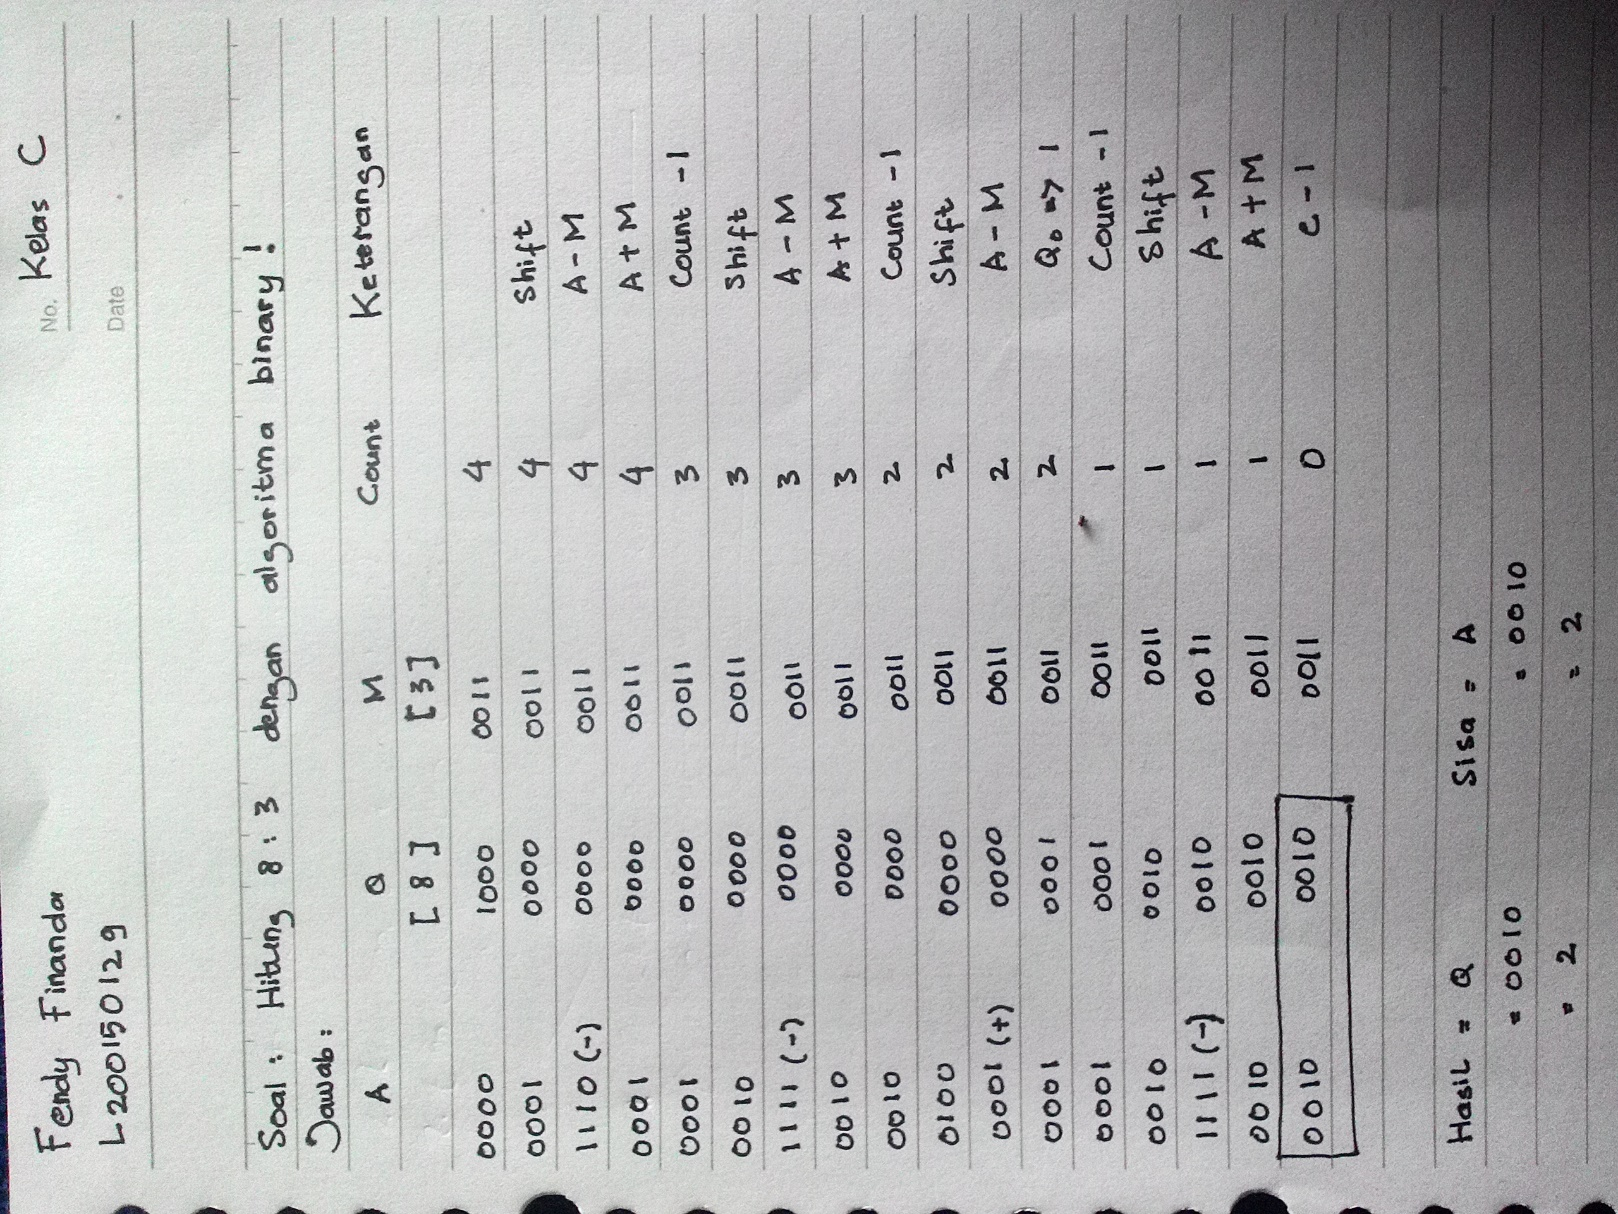 No. Kelas C
Date
Fendy Finanda
L200150129
Soal : Hitung 8 : 3 dengan algoritma binary !
Jawab :
A Q M Count Keterangan
[8] [3]
0000 1000 0011 4
0001 0000 0011 4 Shift
1110 (-) 0000 0011 4 A - M
0001 0000 0011 4 A + M
0001 0000 0011 3 Count -1
0010 0000 0011 3 Shift
1111 (-) 0000 0011 3 A - M
0010 0000 0011 3 A + M
0010 0000 0011 2 Count -1
0100 0000 0011 2 Shift
0001 (+) 0000 0011 2 A - M
0001 0001 0011 2 Q₀ => 1
0001 0001 0011 1 Count -1
0010 0010 0011 1 Shift
1111 (-) 0010 0011 1 A - M
0010 0010 0011 1 A + M
0010 0010 0011 0 C - 1
Hasil = Q Sisa = A
= 0010 = 0010
= 2 = 2